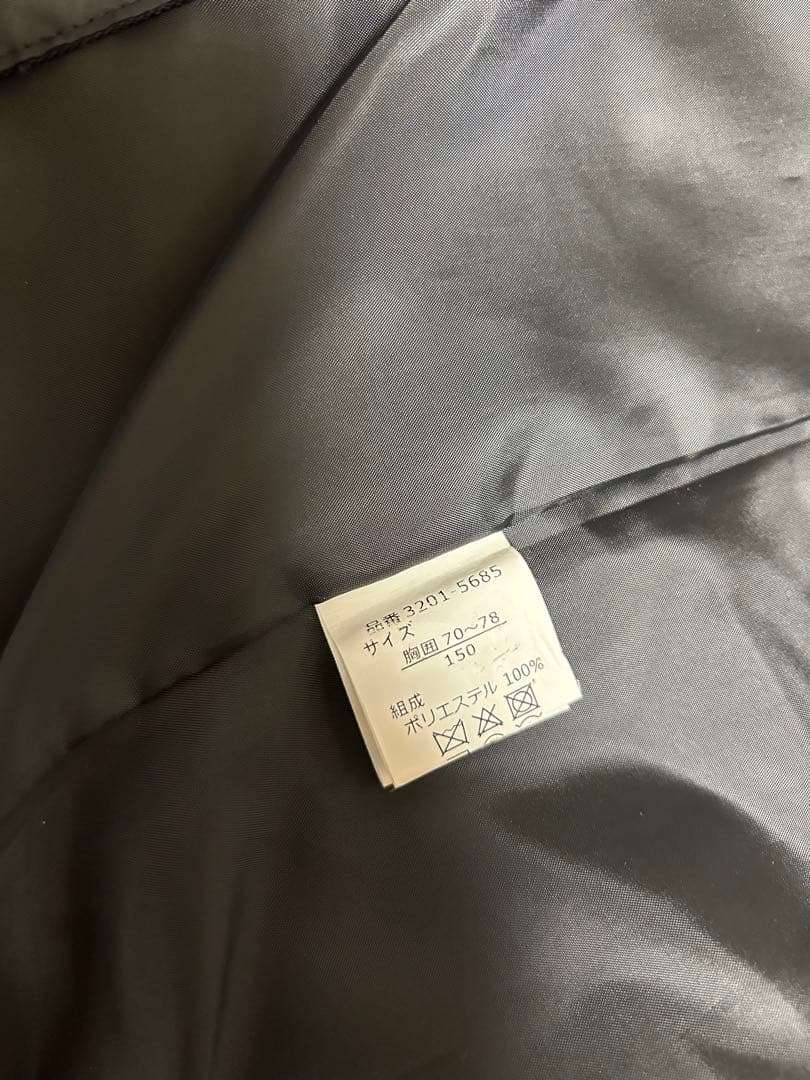 品番 3201-5685
サイズ
胸囲 70～78
150
組成
ポリエステル 100%